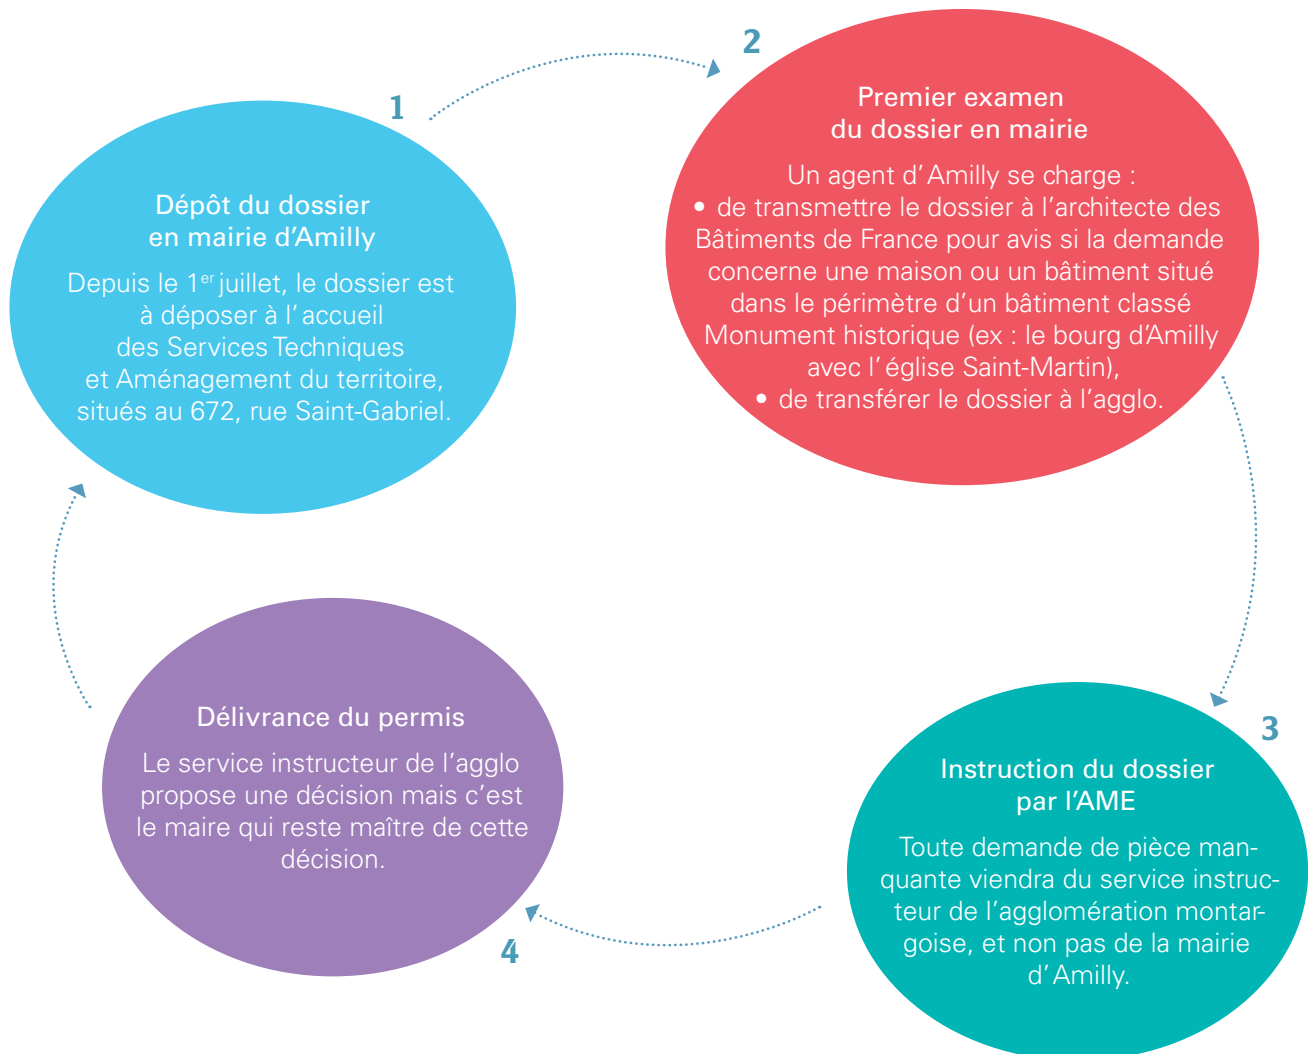 1
Dépôt du dossier
en mairie d'Amilly
Depuis le 1er juillet, le dossier est
à déposer à l'accueil
des Services Techniques
et Aménagement du territoire,
situés au 672, rue Saint-Gabriel.
2
Premier examen
du dossier en mairie
Un agent d'Amilly se charge :
• de transmettre le dossier à l'architecte des
Bâtiments de France pour avis si la demande
concerne une maison ou un bâtiment situé
dans le périmètre d'un bâtiment classé
Monument historique (ex : le bourg d'Amilly
avec l'église Saint-Martin),
• de transférer le dossier à l'agglo.
3
Instruction du dossier
par l'AME
Toute demande de pièce man-
quante viendra du service instruc-
teur de l'agglomération montar-
goise, et non pas de la mairie
d'Amilly.
4
Délivrance du permis
Le service instructeur de l'agglo
propose une décision mais c'est
le maire qui reste maître de cette
décision.